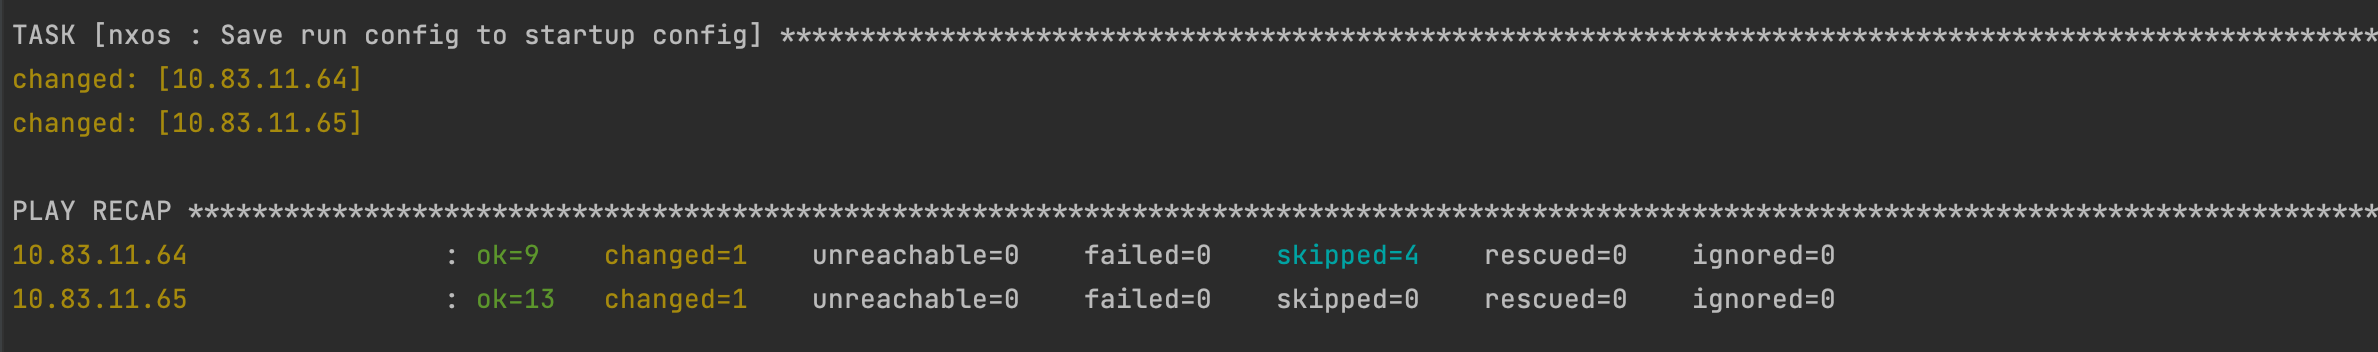 TASK [nxos : Save run config to startup config] ****************************************************************************************************
changed: [10.83.11.64]
changed: [10.83.11.65]
PLAY RECAP *****************************************************************************************************************************************
10.83.11.64                : ok=9    changed=1    unreachable=0    failed=0    skipped=4    rescued=0    ignored=0
10.83.11.65                : ok=13   changed=1    unreachable=0    failed=0    skipped=0    rescued=0    ignored=0